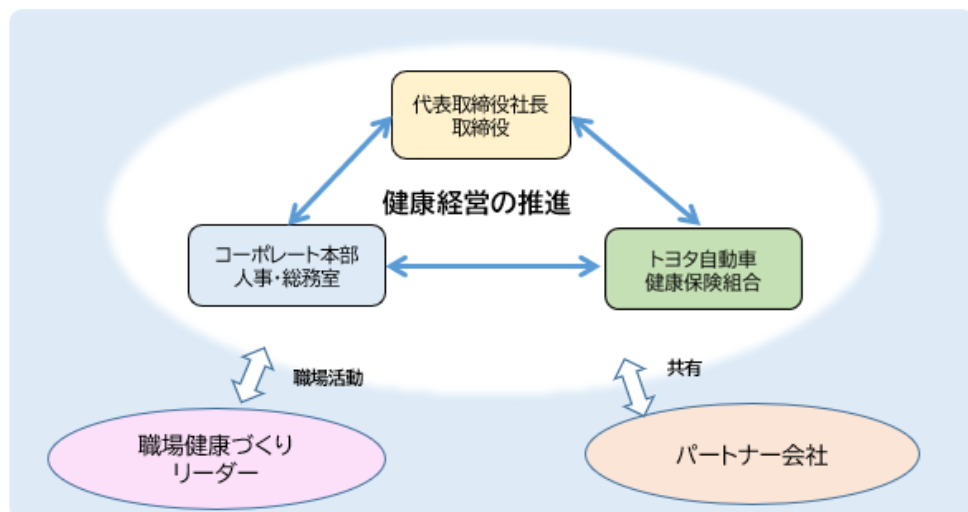 代表取締役社長
取締役
健康経営の推進
コーポレート本部
人事・総務室
トヨタ自動車
健康保険組合
職場活動
共有
職場健康づくり
リーダー
パートナー会社